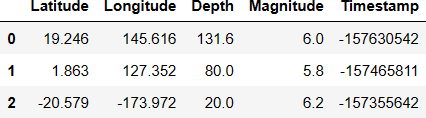 Latitude Longitude Depth Magnitude Timestamp
0 19.246 145.616 131.6 6.0 -157630542
1 1.863 127.352 80.0 5.8 -157465811
2 -20.579 -173.972 20.0 6.2 -157355642